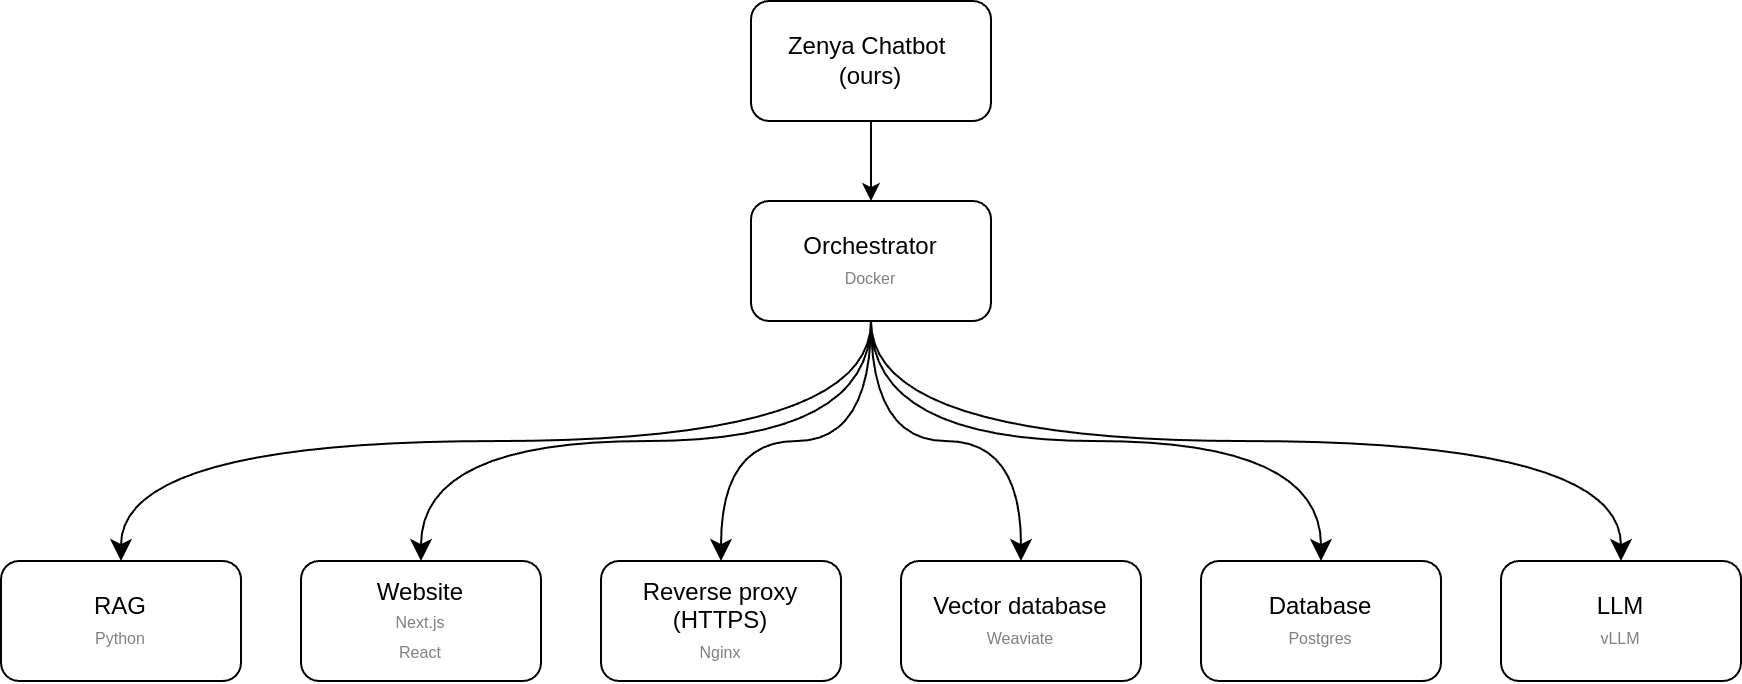 Zenya Chatbot
(ours)
Orchestrator
Docker
RAG
Python
Website
Next.js
React
Reverse proxy
(HTTPS)
Nginx
Vector database
Weaviate
Database
Postgres
LLM
vLLM